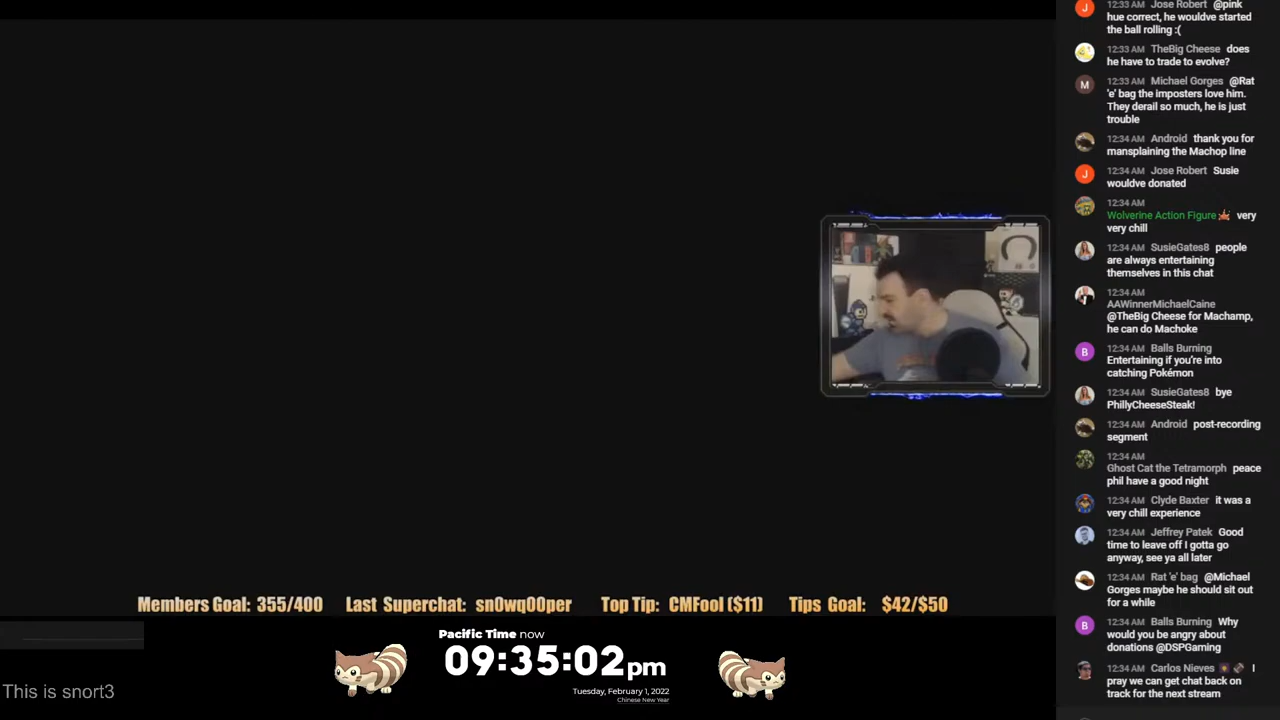 12:33 AM Jose Robert @pink
hue correct, he wouldve started
the ball rolling :(
12:33 AM TheBig Cheese does
he have to trade to evolve?
12:33 AM Michael Gorges @Rat
'e' bag the imposters love him.
They derail so much, he is just
trouble
12:34 AM Android thank you for
mansplaining the Machop line
12:34 AM Jose Robert Susie
wouldve donated
12:34 AM
Wolverine Action Figure very
very chill
12:34 AM SusieGates8 people
are always entertaining
themselves in this chat
12:34 AM
AAWinnerMichaelCaine
@TheBig Cheese for Machamp,
he can do Machoke
12:34 AM Balls Burning
Entertaining if you're into
catching Pokémon
12:34 AM SusieGates8 bye
PhillyCheeseSteak!
12:34 AM Android post-recording
segment
12:34 AM
Ghost Cat the Tetramorph peace
phil have a good night
12:34 AM Clyde Baxter it was a
very chill experience
12:34 AM Jeffrey Patek Good
time to leave off I gotta go
anyway, see ya all later
12:34 AM Rat 'e' bag @Michael
Gorges maybe he should sit out
for a while
12:34 AM Balls Burning Why
would you be angry about
donations @DSPGaming
12:34 AM Carlos Nieves I
pray we can get chat back on
track for the next stream
Members Goal: 355/400 Last Superchat: sn0wq00per Top Tip: CMFool ($11) Tips Goal: $42/$50
Pacific Time now
09:35:02pm
Tuesday, February 1, 2022
Chinese New Year
This is snort3